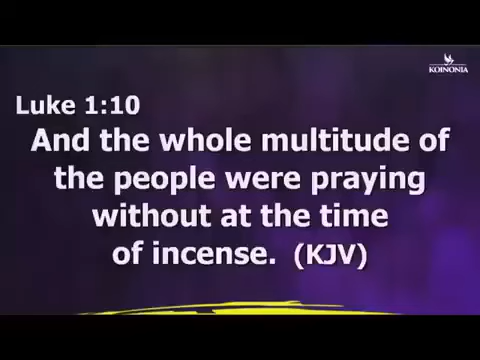 KOINONIA
Luke 1:10
And the whole multitude of
the people were praying
without at the time
of incense. (KJV)